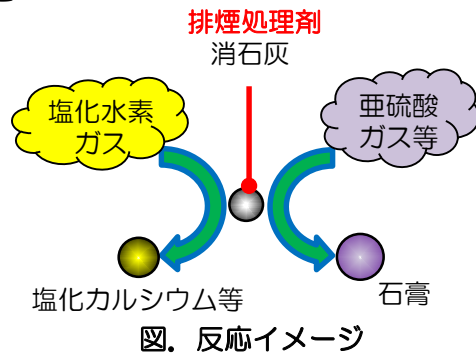 排煙処理剤
消石灰
塩化水素
ガス
亜硫酸
ガス等
塩化カルシウム等
石膏
図．反応イメージ